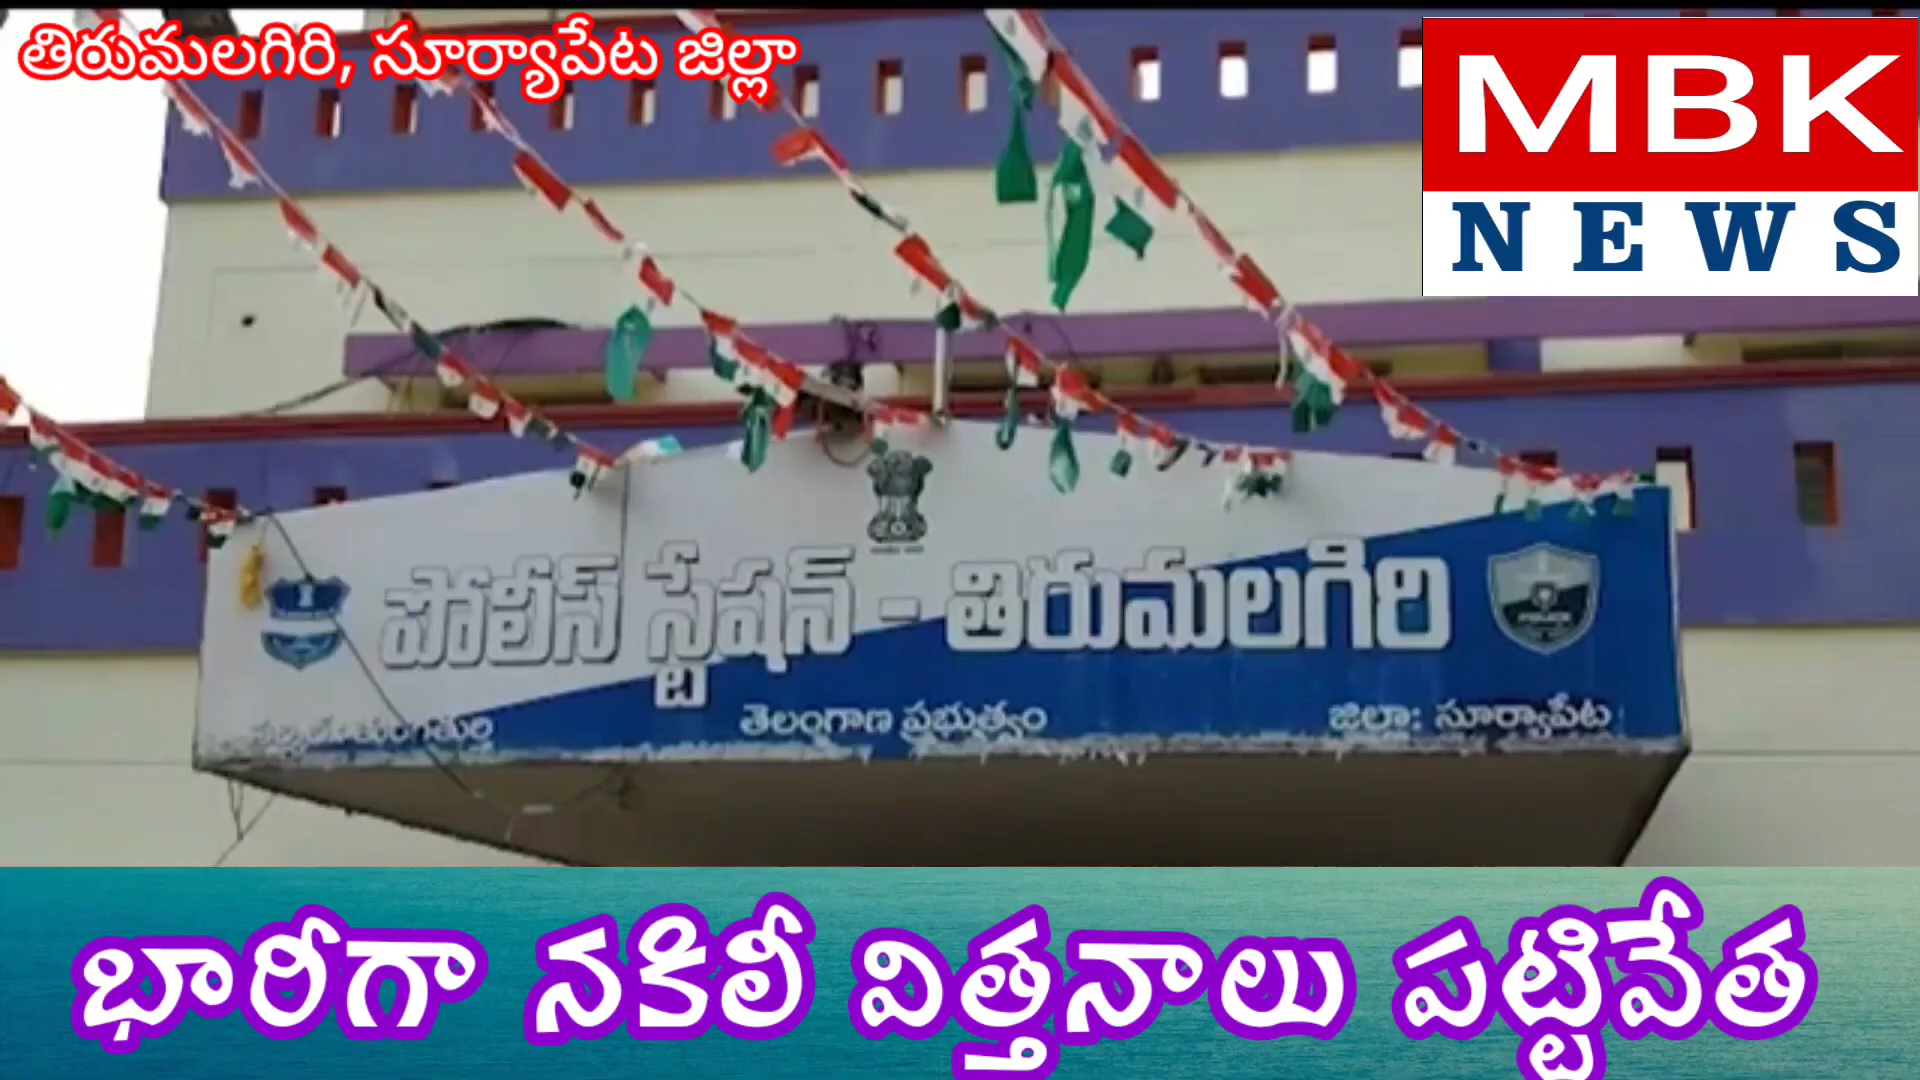 తిరుమలగిరి, సూర్యాపేట జిల్లా
MBK
NEWS
పోలీస్ స్టేషన్ - తిరుమలగిరి
తెలంగాణ ప్రభుత్వం
జిల్లా: సూర్యాపేట
భారీగా నకిలీ విత్తనాలు పట్టివేత